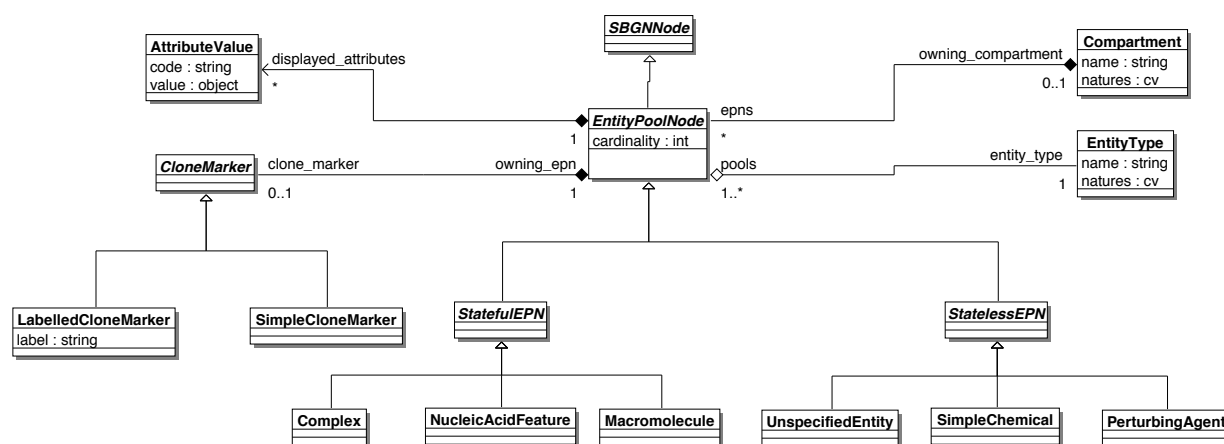 SBGNNode
AttributeValue
code : string
value : object
displayed_attributes
*
owning_compartment
0..1
Compartment
name : string
natures : cv
EntityPoolNode
cardinality : int
1
epns
*
CloneMarker
clone_marker
0..1
owning_epn
1
pools
1..*
entity_type
1
EntityType
name : string
natures : cv
LabelledCloneMarker
label : string
SimpleCloneMarker
StatefulEPN
StatelessEPN
Complex
NucleicAcidFeature
Macromolecule
UnspecifiedEntity
SimpleChemical
PerturbingAgent